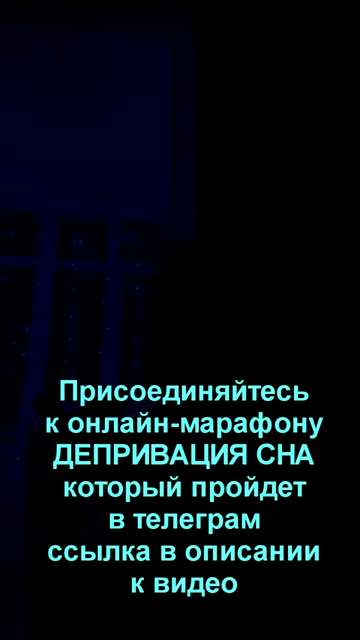 Присоединяйтесь
к онлайн-марафону
ДЕПРИВАЦИЯ СНА
который пройдет
в телеграм
ссылка в описании
к видео